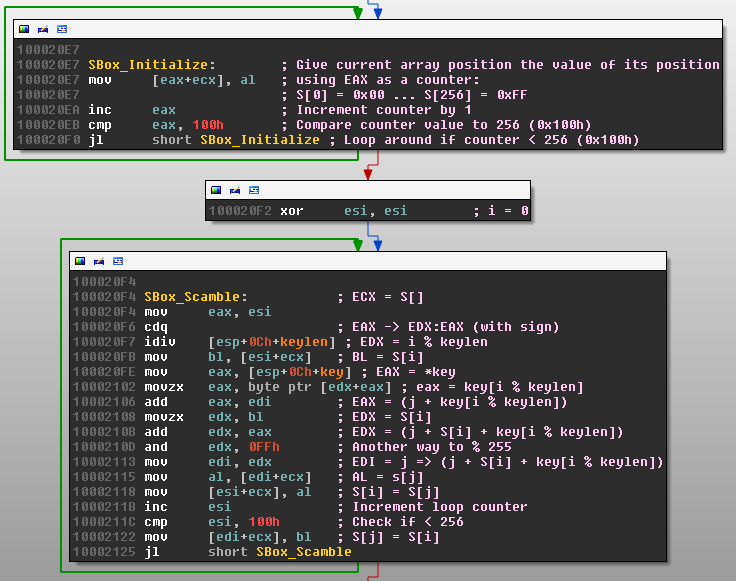 100020E7
100020E7 SBox_Initialize: ; Give current array position the value of its position
100020E7 mov [eax+ecx], al ; using EAX as a counter:
100020E7 ; S[0] = 0x00 ... S[256] = 0xFF
100020EA inc eax ; Increment counter by 1
100020EB cmp eax, 100h ; Compare counter value to 256 (0x100h)
100020F0 jl short SBox_Initialize ; Loop around if counter < 256 (0x100h)
100020F2 xor esi, esi ; i = 0
100020F4
100020F4 SBox_Scamble: ; ECX = S[]
100020F4 mov eax, esi
100020F6 cdq ; EAX -> EDX:EAX (with sign)
100020F7 idiv [esp+0Ch+keylen] ; EDX = i % keylen
100020FB mov bl, [esi+ecx] ; BL = S[i]
100020FE mov eax, [esp+0Ch+key] ; EAX = *key
10002102 movzx eax, byte ptr [edx+eax] ; eax = key[i % keylen]
10002106 add eax, edi ; EAX = (j + key[i % keylen])
10002108 movzx edx, bl ; EDX = S[i]
1000210B add edx, eax ; EDX = (j + S[i] + key[i % keylen])
1000210D and edx, 0FFh ; Another way to % 255
10002113 mov edi, edx ; EDI = j => (j + S[i] + key[i % keylen])
10002115 mov al, [edi+ecx] ; AL = s[j]
10002118 mov [esi+ecx], al ; S[i] = S[j]
1000211B inc esi ; Increment loop counter
1000211C cmp esi, 100h ; Check if < 256
10002122 mov [edi+ecx], bl ; S[j] = S[i]
10002125 jl short SBox_Scamble